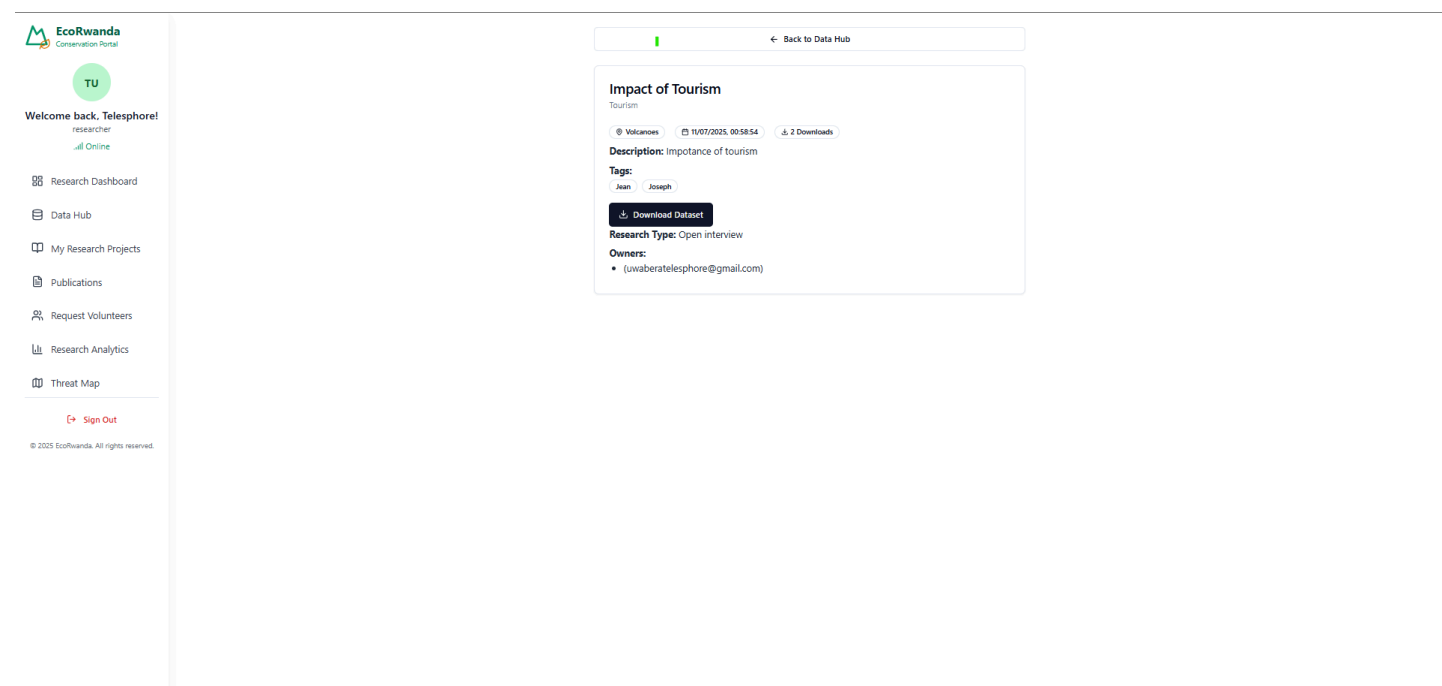 EcoRwanda
Conservation Portal
TU
Welcome back, Telesphore!
researcher
Online
Research Dashboard
Data Hub
My Research Projects
Publications
Request Volunteers
Research Analytics
Threat Map
Sign Out
© 2025 EcoRwanda. All rights reserved.
← Back to Data Hub
Impact of Tourism
Tourism
Volcanoes 11/07/2025, 00:58:54 2 Downloads
Description: Impotance of tourism
Tags:
Jean Joseph
Download Dataset
Research Type: Open interview
Owners:
• (uwaberatelesphore@gmail.com)